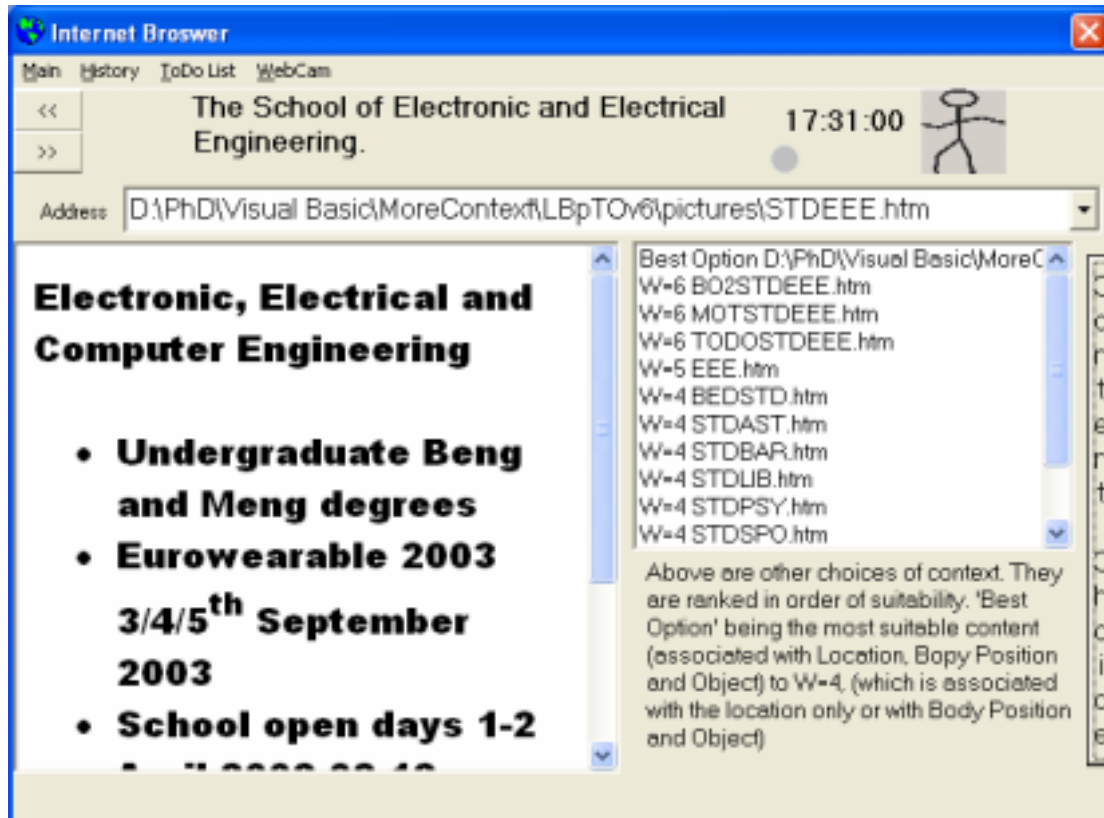 Internet Broswer
Main History ToDo List WebCam
<<
>>
The School of Electronic and Electrical
Engineering.
17:31:00
Address D:\PhD\Visual Basic\MoreContext\LBpTOv6\pictures\STDEEE.htm
Electronic, Electrical and
Computer Engineering
• Undergraduate Beng
and Meng degrees
• Eurowearable 2003
3/4/5th September
2003
• School open days 1-2
Best Option D:\PhD\Visual Basic\MoreC
W=6 BO2STDEEE.htm
W=6 MOTSTDEEE.htm
W=6 TODOSTDEEE.htm
W=5 EEE.htm
W=4 BEDSTD.htm
W=4 STDAST.htm
W=4 STDBAR.htm
W=4 STDLIB.htm
W=4 STDPSY.htm
W=4 STDSPO.htm
Above are other choices of context. They
are ranked in order of suitability. 'Best
Option' being the most suitable content
(associated with Location, Bopy Position
and Object) to W=4, (which is associated
with the location only or with Body Position
and Object)